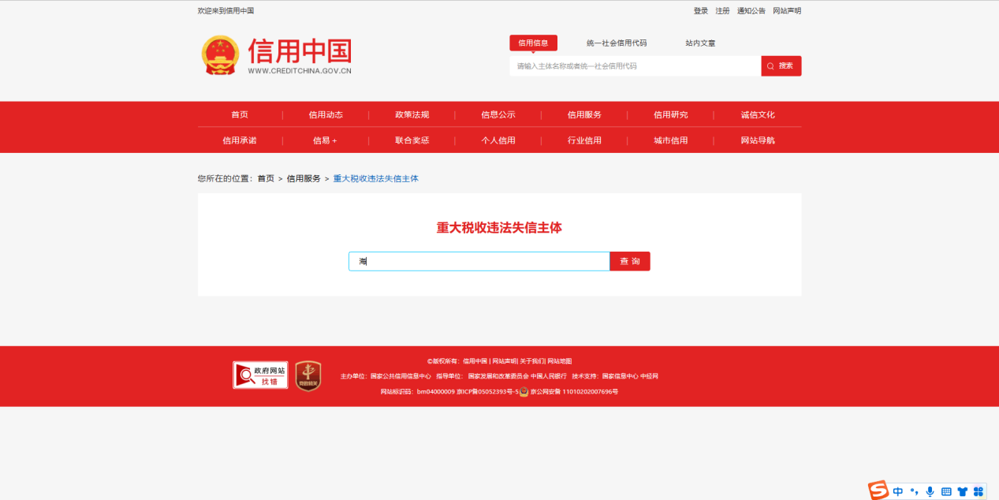 欢迎来到信用中国
登录 注册 通知公告 网站声明
信用中国
WWW.CREDITCHINA.GOV.CN
信用信息 统一社会信用代码 站内文章
请输入主体名称或者统一社会信用代码 搜索
首页 | 信用动态 | 政策法规 | 信息公示 | 信用服务 | 信用研究 | 诚信文化
信用承诺 | 信易+ | 联合奖惩 | 个人信用 | 行业信用 | 城市信用 | 网站导航
您所在的位置：首页 > 信用服务 > 重大税收违法失信主体
重大税收违法失信主体
海 查 询
政府网站
找错
党政机关
©版权所有：信用中国 | 网站声明| 关于我们| 网站地图
主办单位：国家公共信用信息中心 指导单位：国家发展和改革委员会 中国人民银行 技术支持：国家信息中心 中经网
网站标识码：bm04000009 京ICP备05052393号-5 京公网安备 11010202007696号
S 中